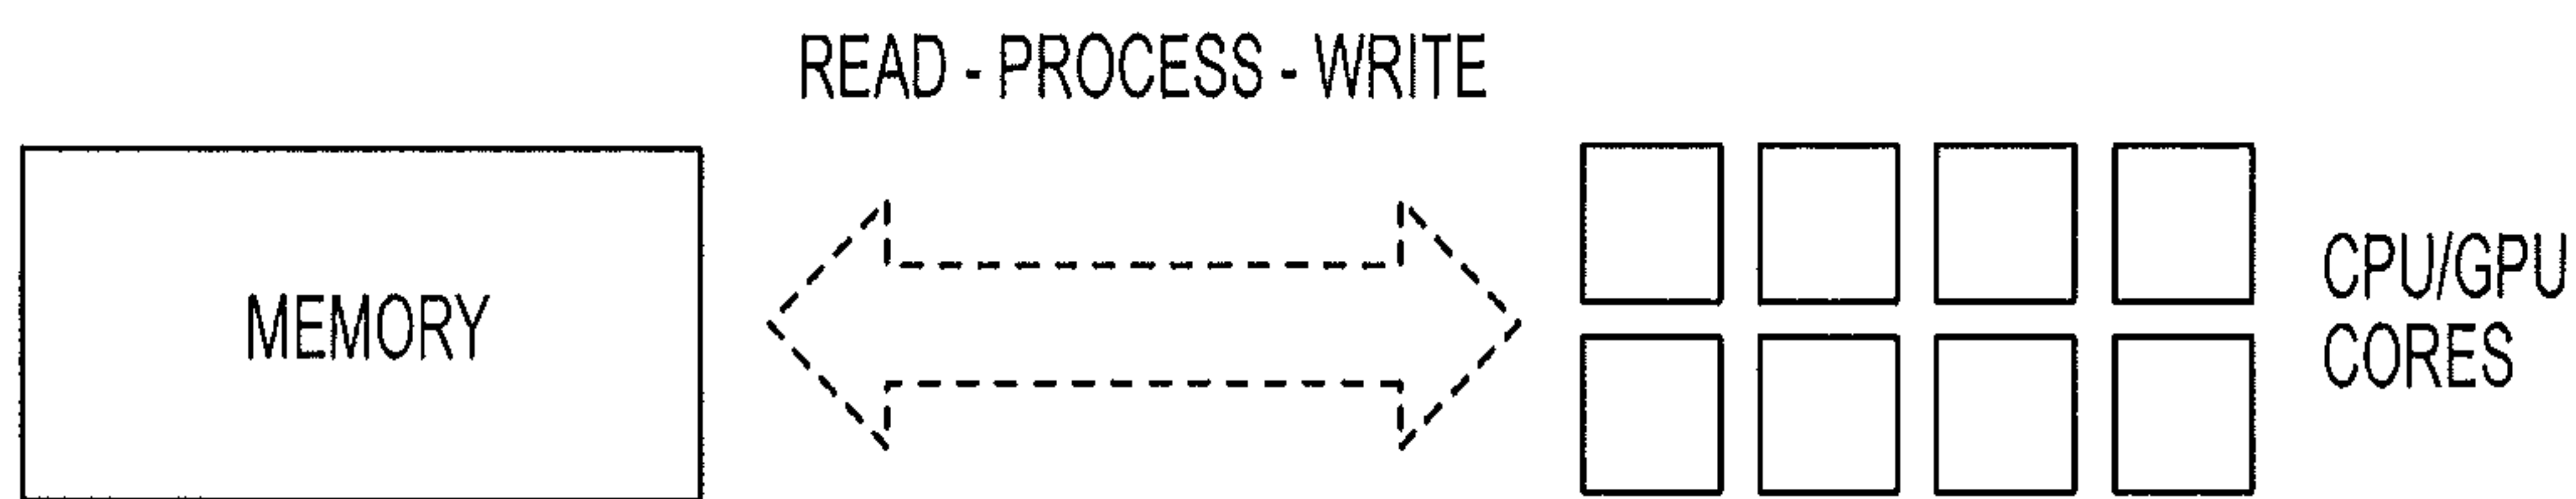 READ - PROCESS - WRITE
MEMORY
CPU/GPU
CORES